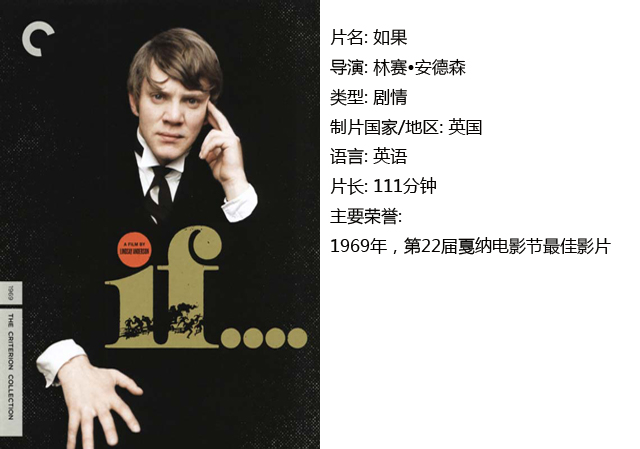 A FILM BY
LINDSAY ANDERSON
if....
1969
THE CRITERION COLLECTION
片名: 如果
导演: 林赛•安德森
类型: 剧情
制片国家/地区: 英国
语言: 英语
片长: 111分钟
主要荣誉:
1969年，第22届戛纳电影节最佳影片